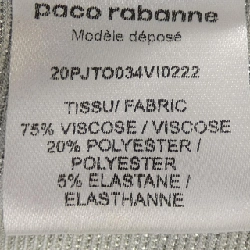 paco rabanne
Modèle déposé
20PJTO034VI0222
TISSU/ FABRIC
75% VISCOSE / VISCOSE
20% POLYESTER /
POLYESTER
5% ELASTANE /
ELASTHANNE